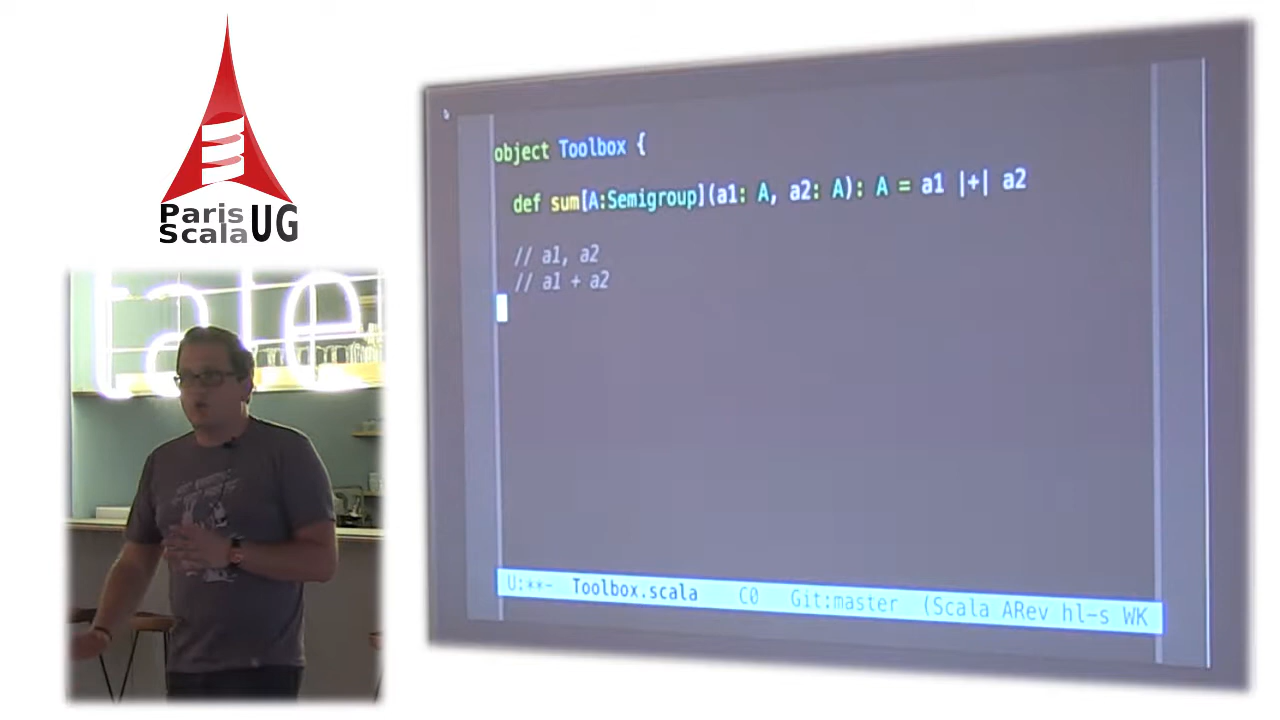 Paris
Scala UG
tale
object Toolbox {
def sum[A:Semigroup](a1: A, a2: A): A = a1 |+| a2
// a1, a2
// a1 + a2
U:**- Toolbox.scala C0 Git:master (Scala ARev hl-s WK